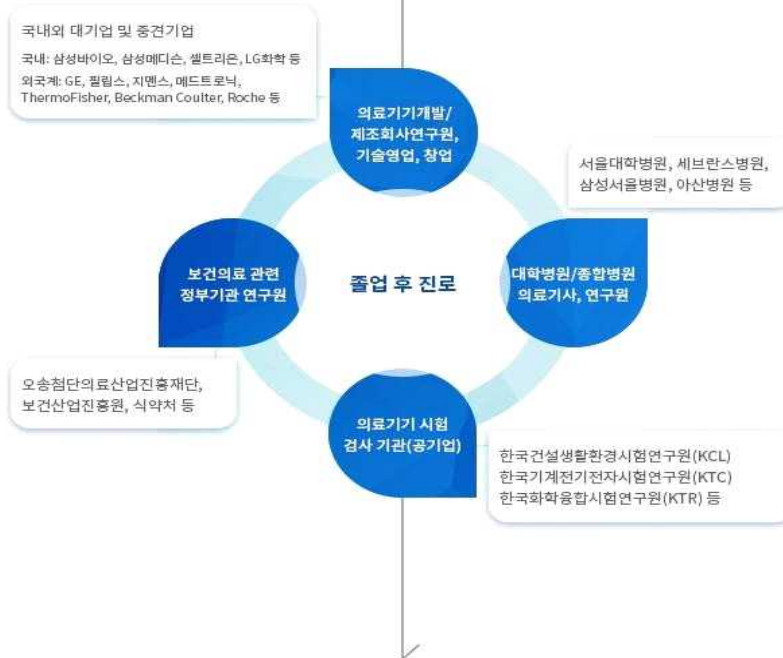 국내외 대기업 및 중견기업
국내: 삼성바이오, 삼성메디슨, 셀트리온, LG화학 등
외국계: GE, 필립스, 지멘스, 메드트로닉,
ThermoFisher, Beckman Coulter, Roche 등
의료기기개발/
제조회사연구원,
기술영업, 창업
서울대학병원, 세브란스병원,
삼성서울병원, 아산병원 등
보건의료 관련
정부기관 연구원
졸업 후 진로
대학병원/종합병원
의료기사, 연구원
오송첨단의료산업진흥재단,
보건산업진흥원, 식약처 등
의료기기 시험
검사 기관(공기업)
한국건설생활환경시험연구원(KCL)
한국기계전기전자시험연구원(KTC)
한국화학융합시험연구원(KTR) 등